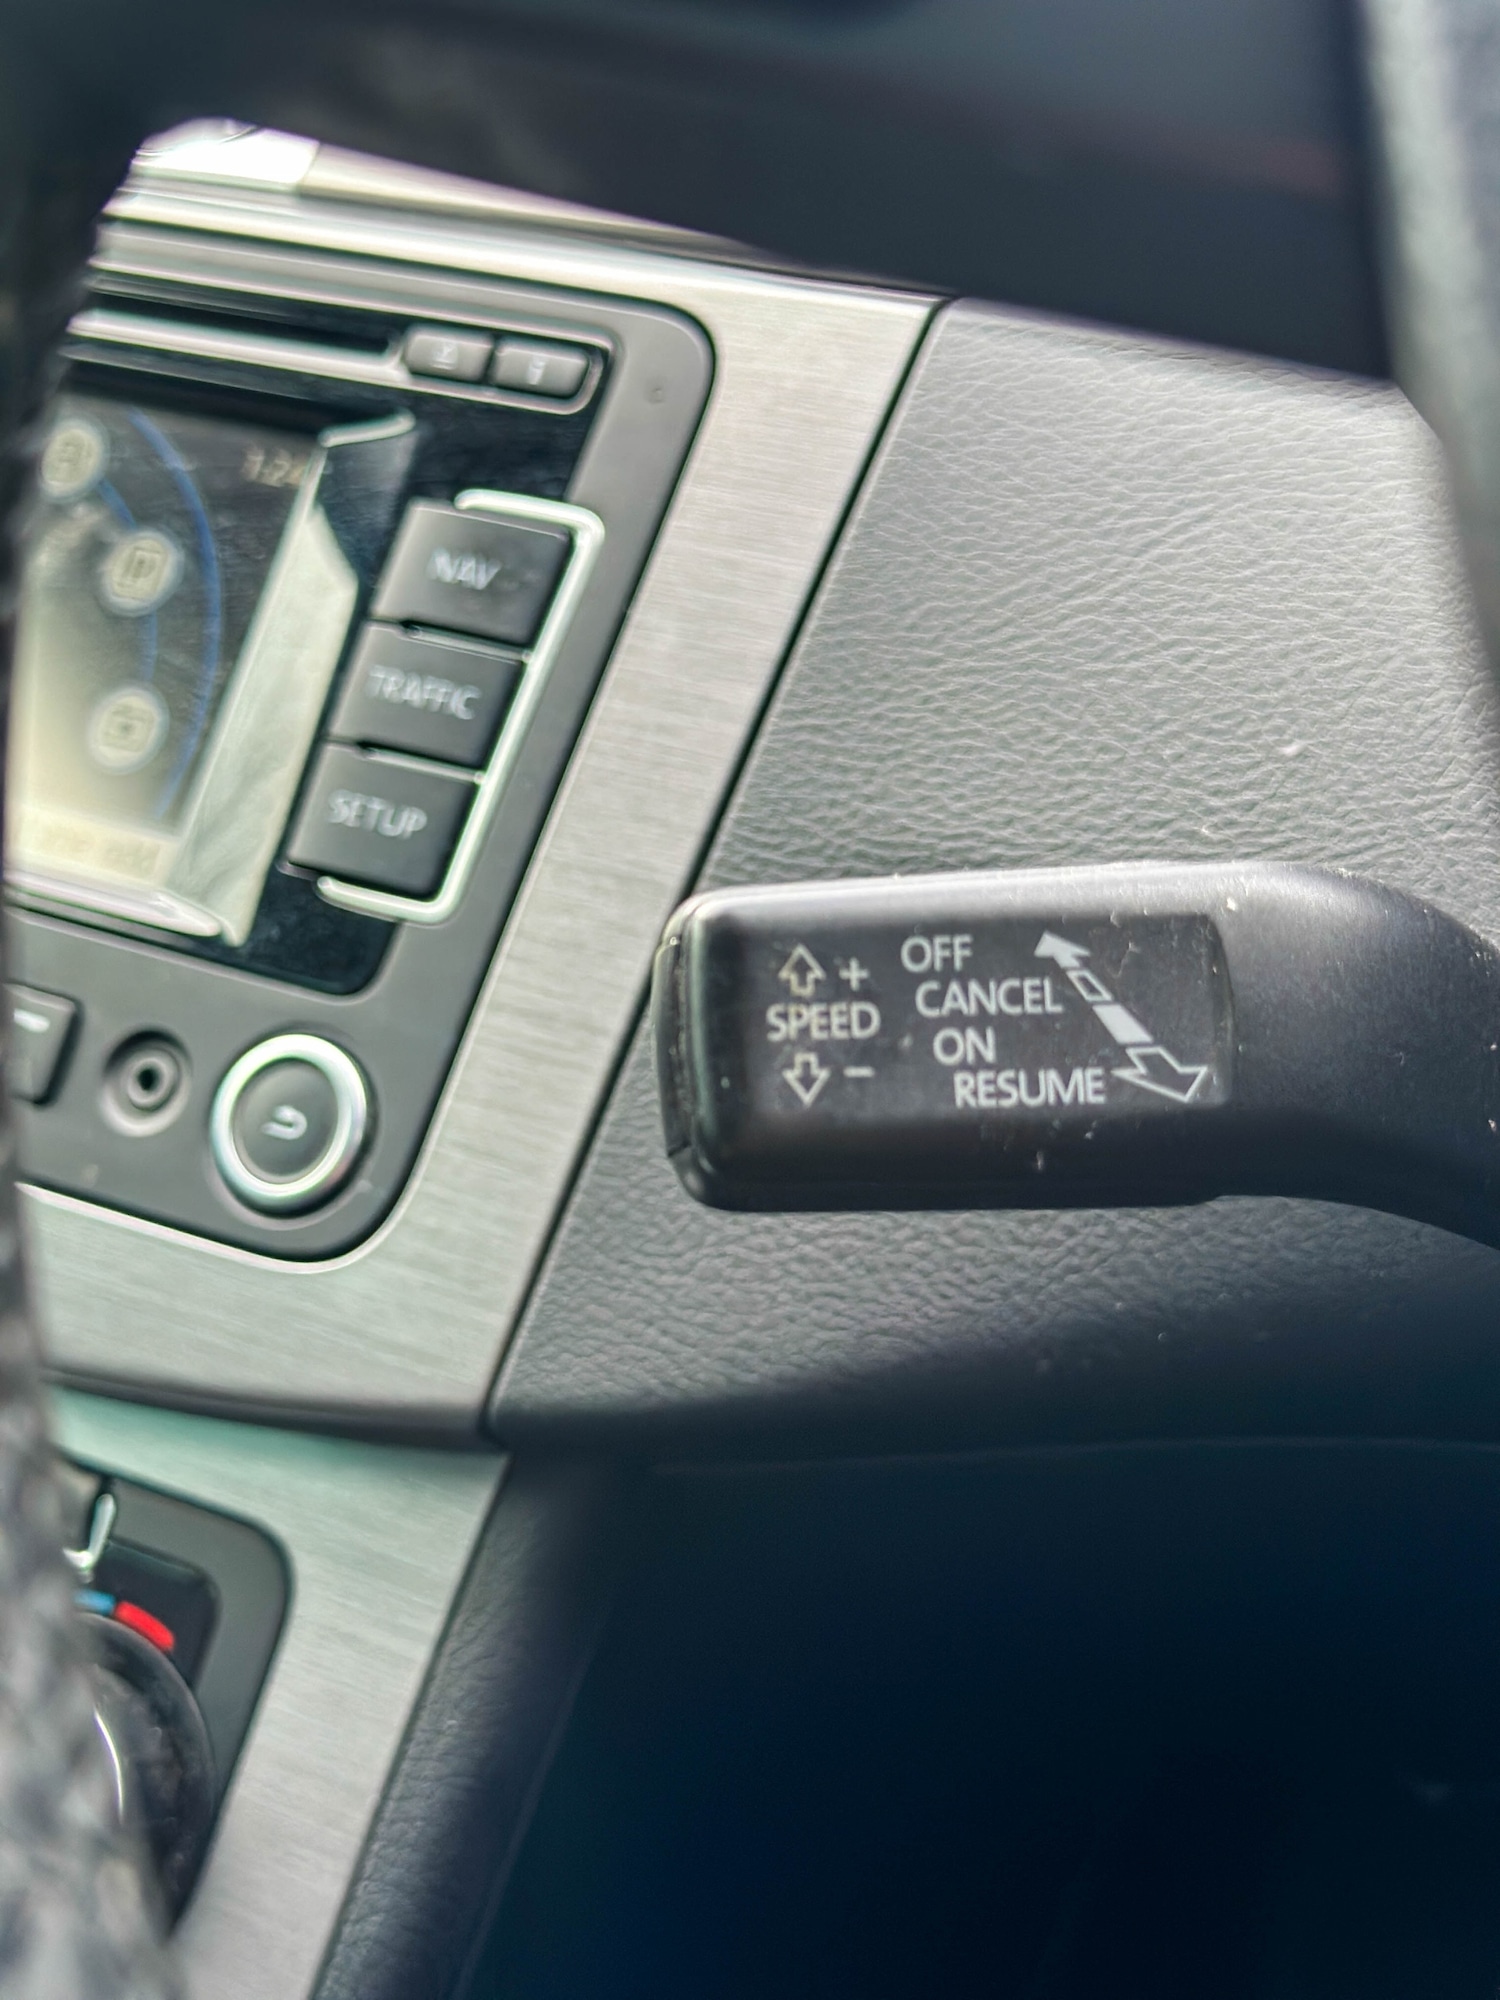 NAV
TRAFFIC
SETUP
+
SPEED
-
OFF
CANCEL
ON
RESUME